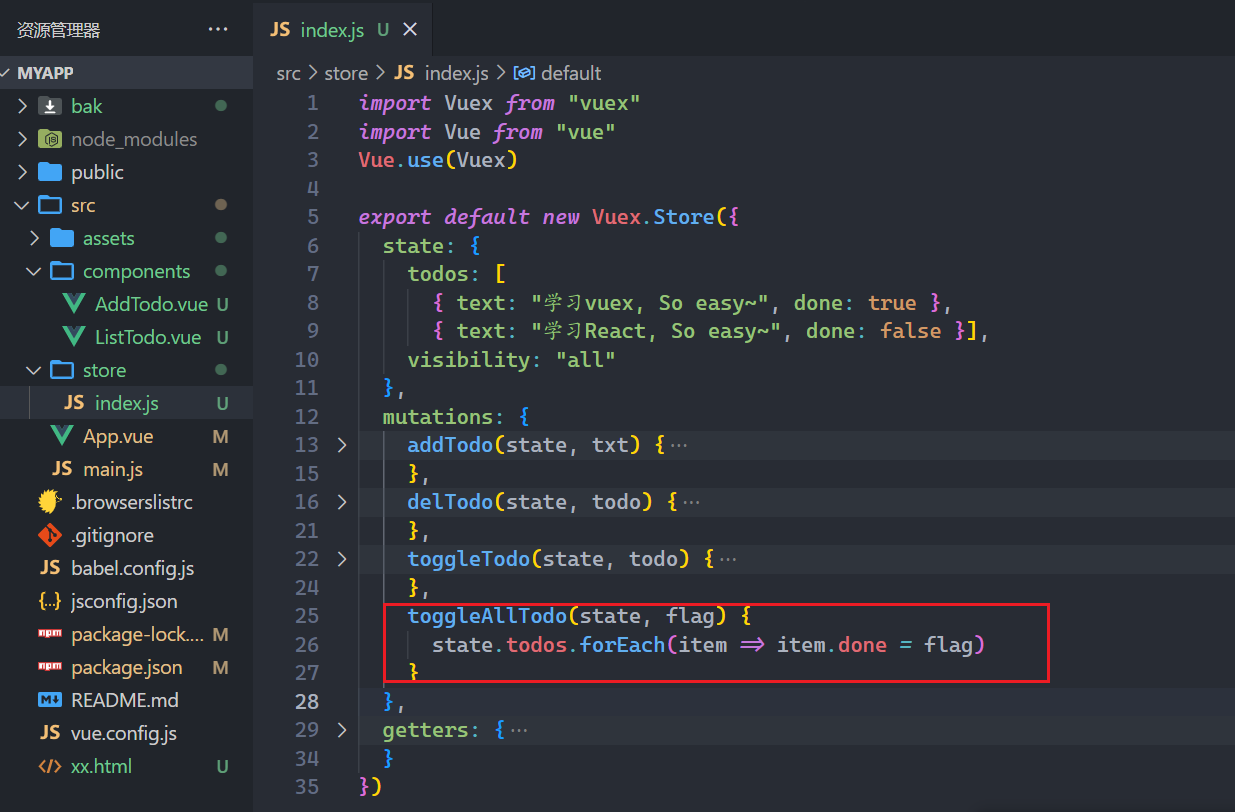 资源管理器 ···
MYAPP
bak
node_modules
public
src
assets
components
AddTodo.vue U
ListTodo.vue U
store
JS index.js U
App.vue M
JS main.js M
.browserslistrc
.gitignore
JS babel.config.js
{..} jsconfig.json
npm package-lock.... M
npm package.json M
M README.md
JS vue.config.js
</> xx.html U
JS index.js U ×
src > store > JS index.js > default
1 import Vuex from "vuex"
2 import Vue from "vue"
3 Vue.use(Vuex)
4
5 export default new Vuex.Store({
6 state: {
7 todos: [
8 { text: "学习vuex, So easy~", done: true },
9 { text: "学习React, So easy~", done: false }],
10 visibility: "all"
11 },
12 mutations: {
13 > addTodo(state, txt) { ···
15 },
16 > delTodo(state, todo) { ···
21 },
22 > toggleTodo(state, todo) { ···
24 },
25 toggleAllTodo(state, flag) {
26 state.todos.forEach(item => item.done = flag)
27 }
28 },
29 > getters: { ···
34 }
35 })